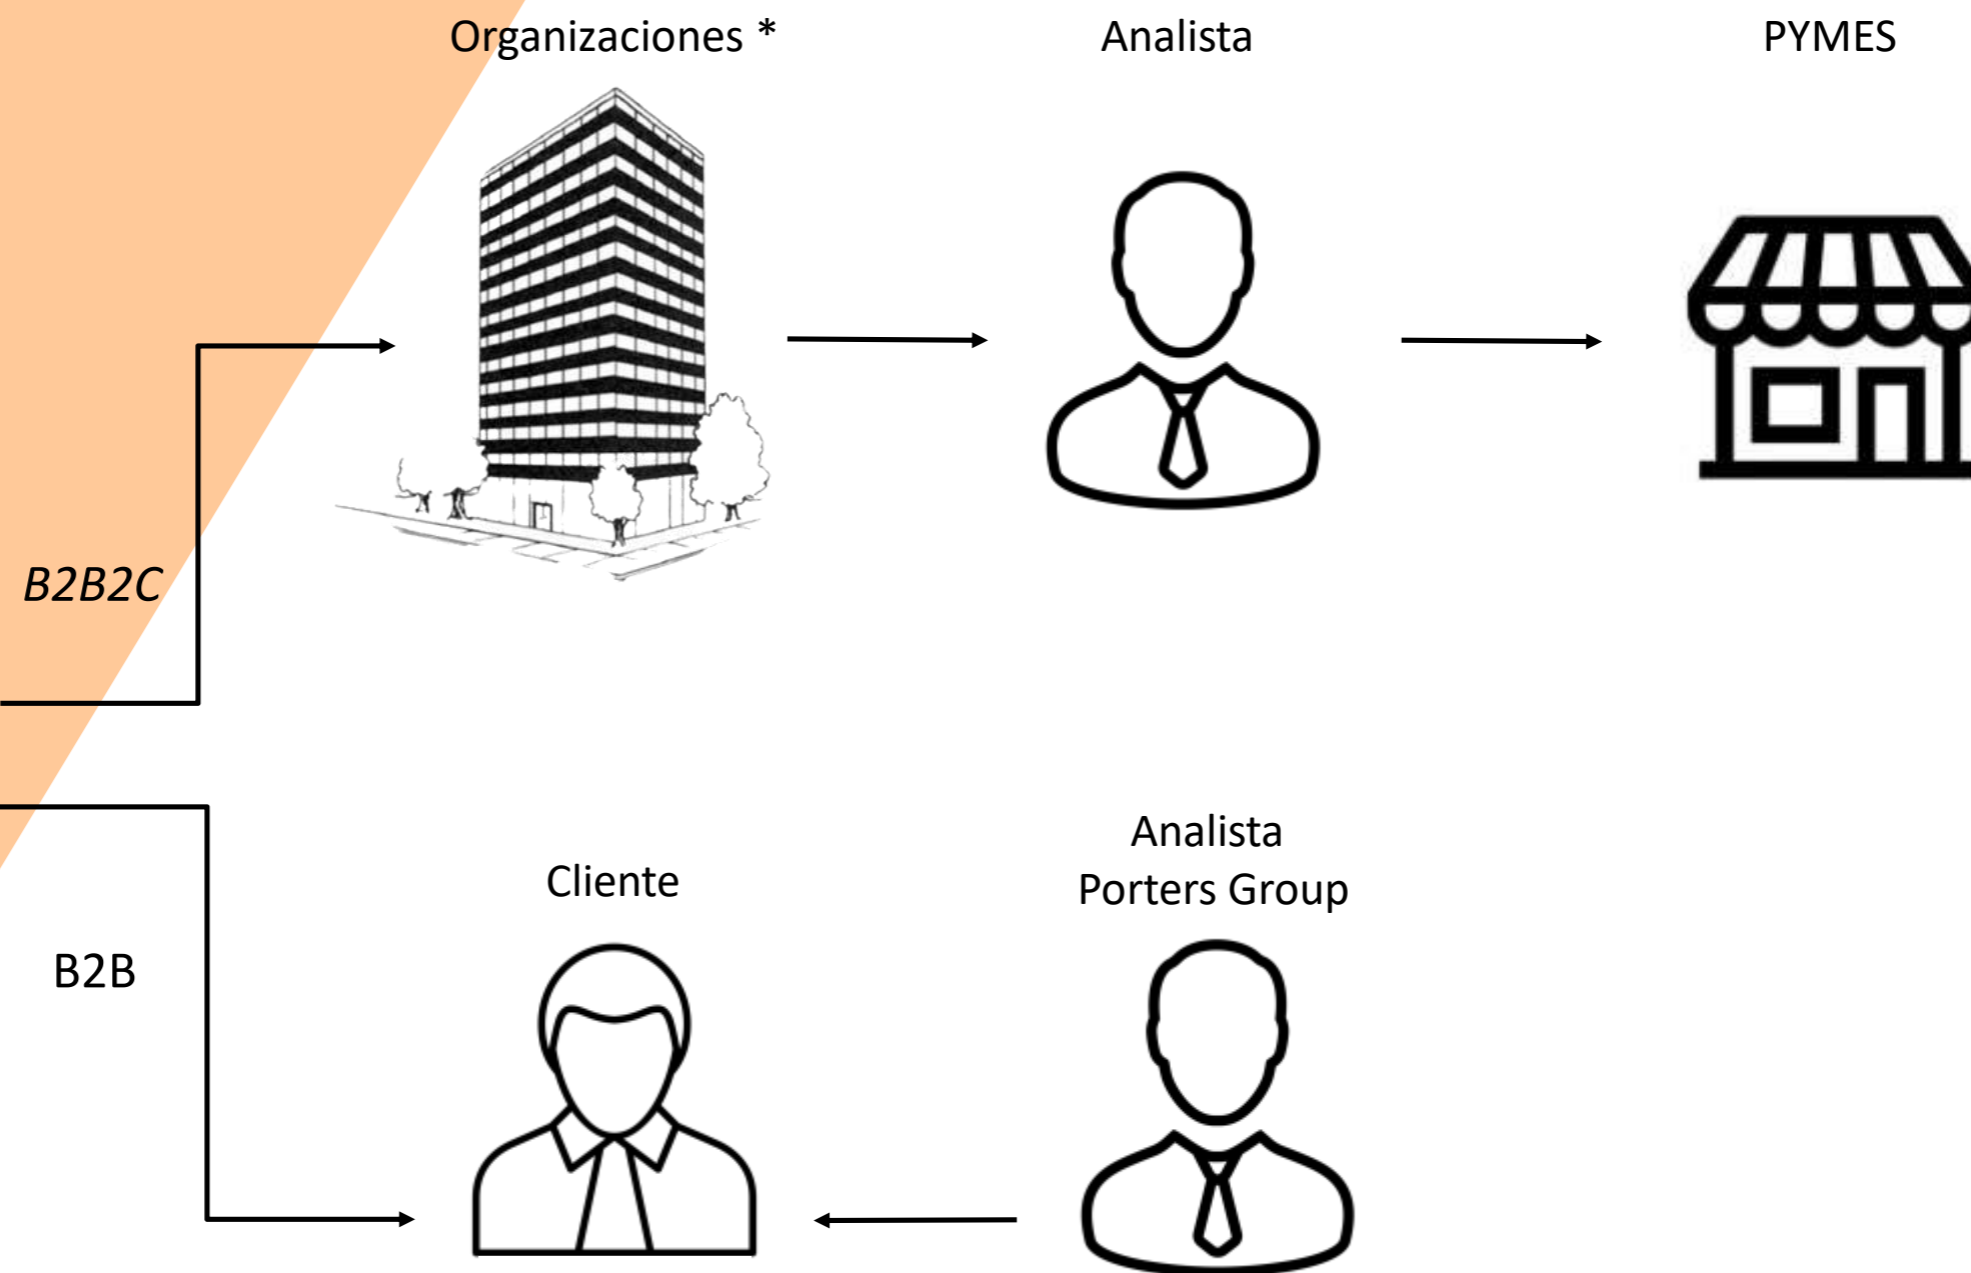 Organizaciones *
Analista
PYMES
B2B2C
Analista
Porters Group
Cliente
B2B